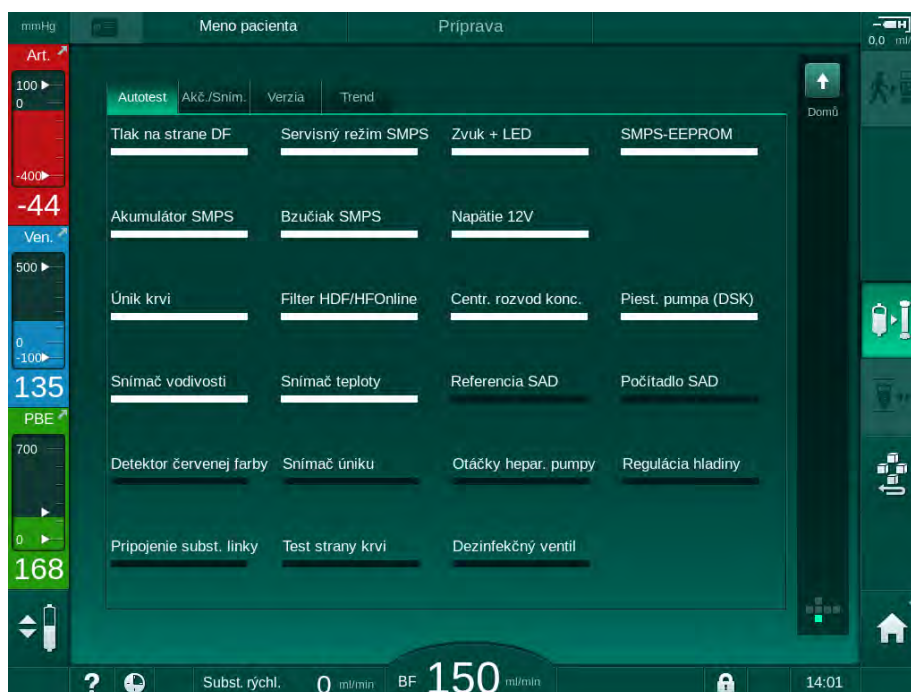 mmHg Meno pacienta Príprava
0,0 ml/
Art.
100
0
-400
-44
Ven.
500
0
-100
135
PBE
700
0
168
Domů
Autotest Akč./Sním. Verzia Trend
Tlak na strane DF Servisný režim SMPS Zvuk + LED SMPS-EEPROM
Akumulátor SMPS Bzučiak SMPS Napätie 12V
Únik krvi Filter HDF/HFOnline Centr. rozvod konc. Piest. pumpa (DSK)
Snímač vodivosti Snímač teploty Referencia SAD Počítadlo SAD
Detektor červenej farby Snímač úniku Otáčky hepar. pumpy Regulácia hladiny
Pripojenie subst. linky Test strany krvi Dezinfekčný ventil
? Subst. rýchl. 0 ml/min BF 150 ml/min 14:01